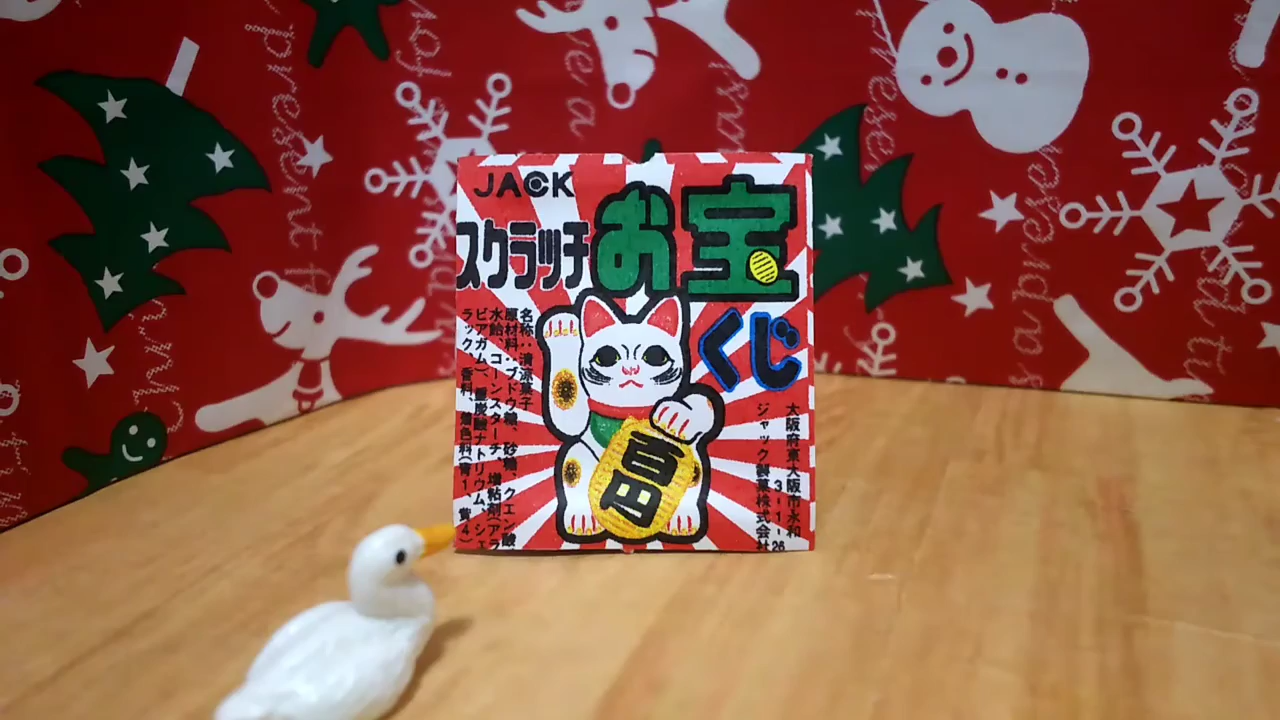 JACK
スクラッチお宝
くじ
百円
名称：清涼菓子
原材料：ブドウ糖、砂糖、クエン酸
水飴、コーンスターチ、増粘剤(アラ
ビアガム)、重炭酸ナトリウム、シェ
ラック、香料、着色料(青1、黄4)
大阪府東大阪市永和
3-1-26
ジャック製菓株式会社
present
for
present